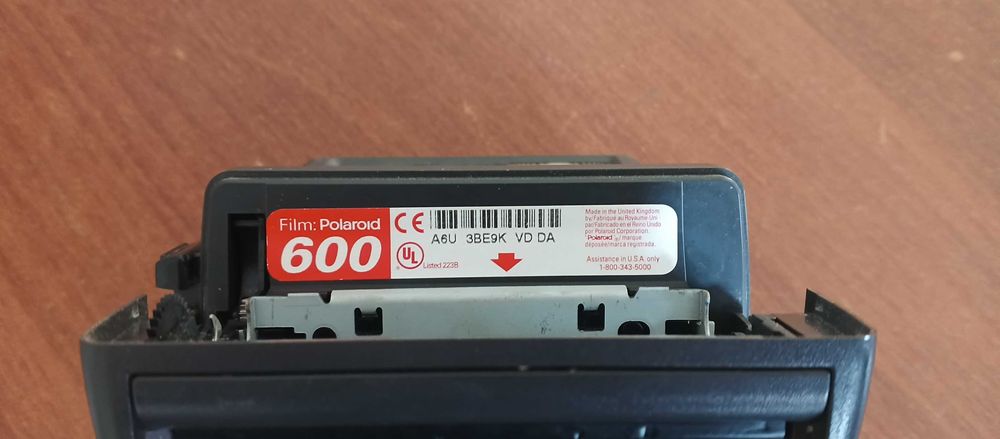 Film: Polaroid
600
CE
A6U 3BE9K VD DA
UL
Listed 223B
Made in the United Kingdom
by/Fabriqué au Royaume-Uni
par/Fabricado en el Reino Unido
por Polaroid Corporation.
Polaroid ®/ marque
déposée/marca registrada.
Assistance in U.S.A. only
1-800-343-5000